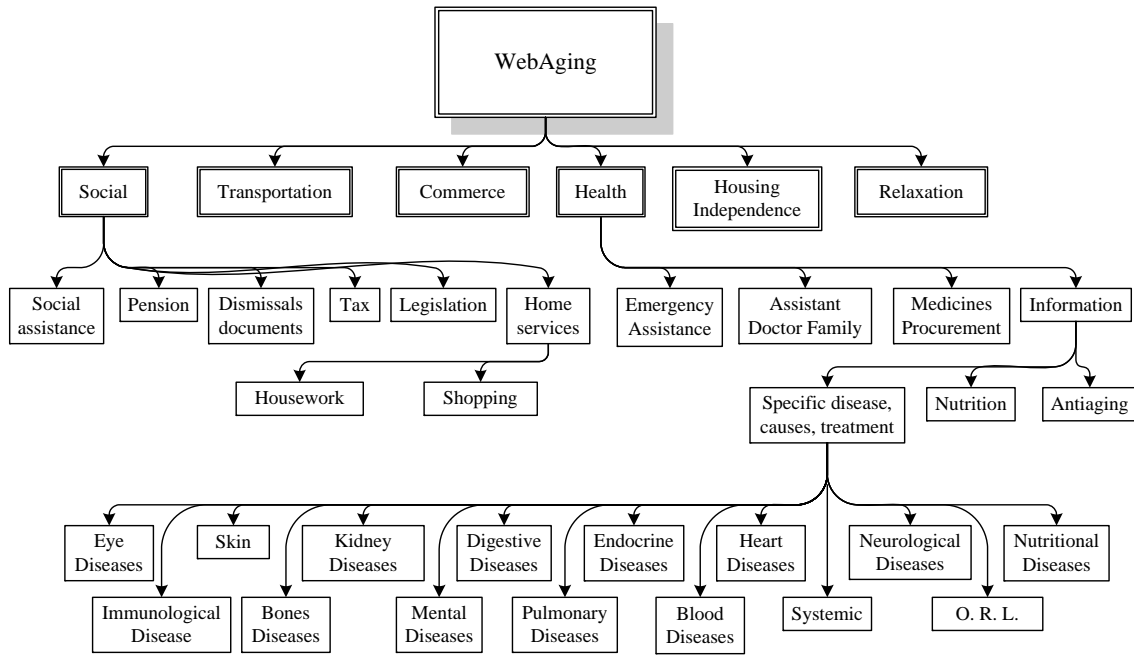 WebAging
Social
Transportation
Commerce
Health
Housing
Independence
Relaxation
Social
assistance
Pension
Dismissals
documents
Tax
Legislation
Home
services
Emergency
Assistance
Assistant
Doctor Family
Medicines
Procurement
Information
Housework
Shopping
Specific disease,
causes, treatment
Nutrition
Antiaging
Eye
Diseases
Skin
Kidney
Diseases
Digestive
Diseases
Endocrine
Diseases
Heart
Diseases
Neurological
Diseases
Nutritional
Diseases
Immunological
Disease
Bones
Diseases
Mental
Diseases
Pulmonary
Diseases
Blood
Diseases
Systemic
O. R. L.